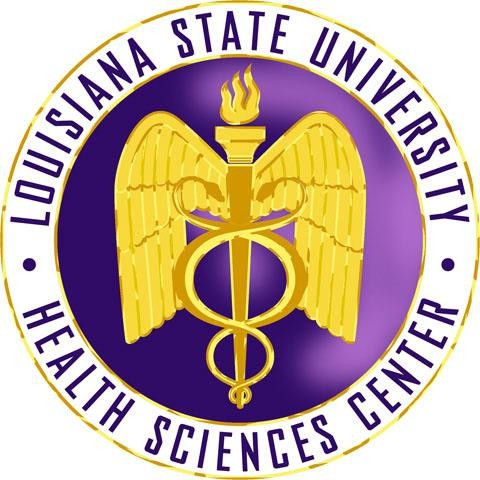 LOUISIANA STATE UNIVERSITY
HEALTH SCIENCES CENTER